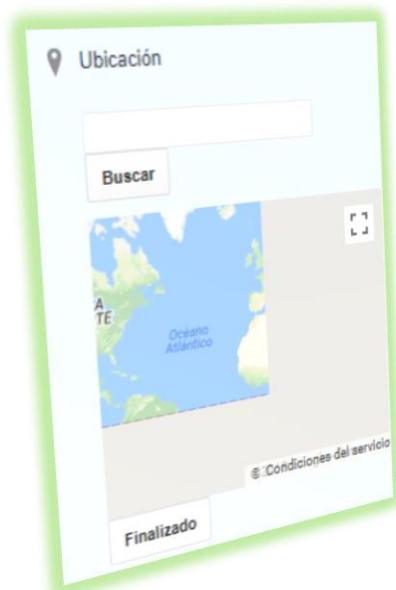 Ubicación
Buscar
Océano
Atlántico
Condiciones del servicio
Finalizado